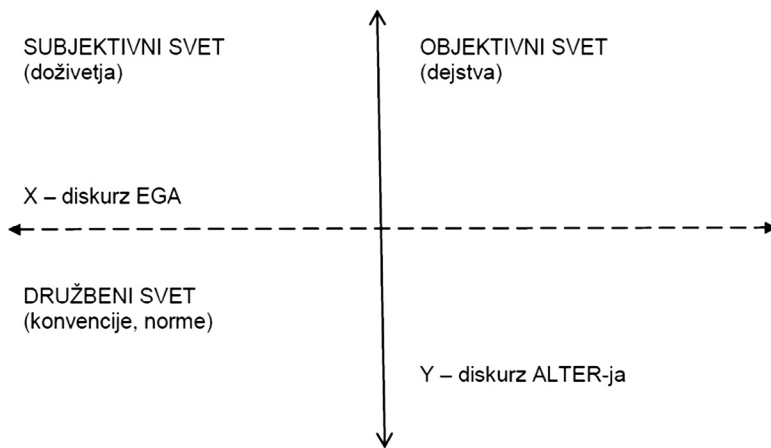 SUBJEKTIVNI SVET
(doživetja)
OBJEKTIVNI SVET
(dejstva)
X – diskurz EGA
DRUŽBENI SVET
(konvencije, norme)
Y – diskurz ALTER-ja